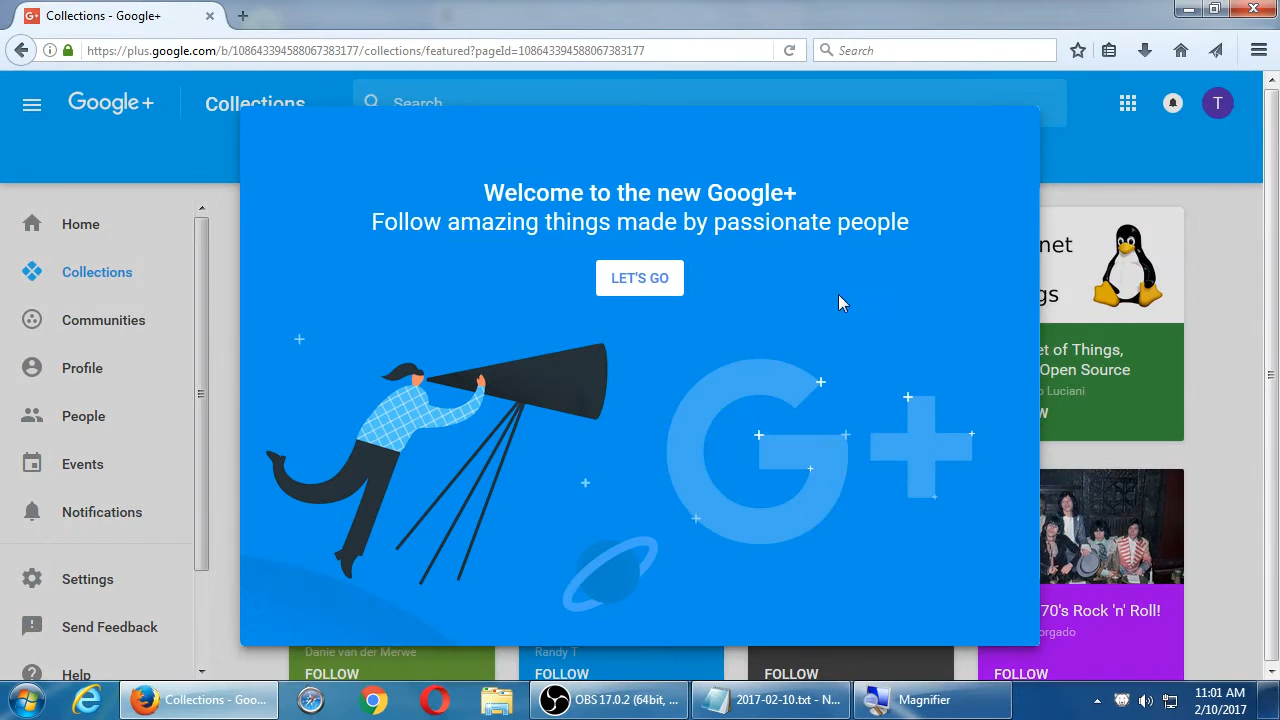 Collections - Google+
https://plus.google.com/b/108643394588067383177/collections/featured?pageId=108643394588067383177
Search
Google+
Collections
Search
T
Welcome to the new Google+
Follow amazing things made by passionate people
LET'S GO
Home
Collections
Communities
Profile
People
Events
Notifications
Settings
Send Feedback
Help
net
gs
et of Things,
Open Source
o Luciani
W
70's Rock 'n' Roll!
orgado
FOLLOW
Danie van der Merwe
FOLLOW
Randy T
FOLLOW
FOLLOW
G+
Collections - Goo...
OBS 17.0.2 (64bit, ...
2017-02-10.txt - N...
Magnifier
11:01 AM
2/10/2017